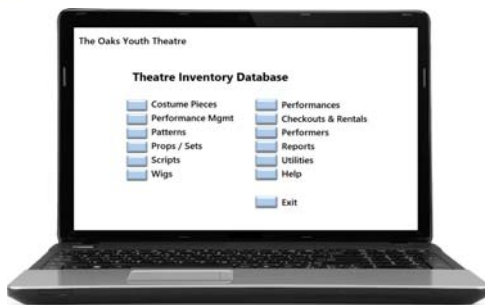 The Oaks Youth Theatre
Theatre Inventory Database
Costume Pieces
Performance Mgmt
Patterns
Props / Sets
Scripts
Wigs
Performances
Checkouts & Rentals
Performers
Reports
Utilities
Help
Exit